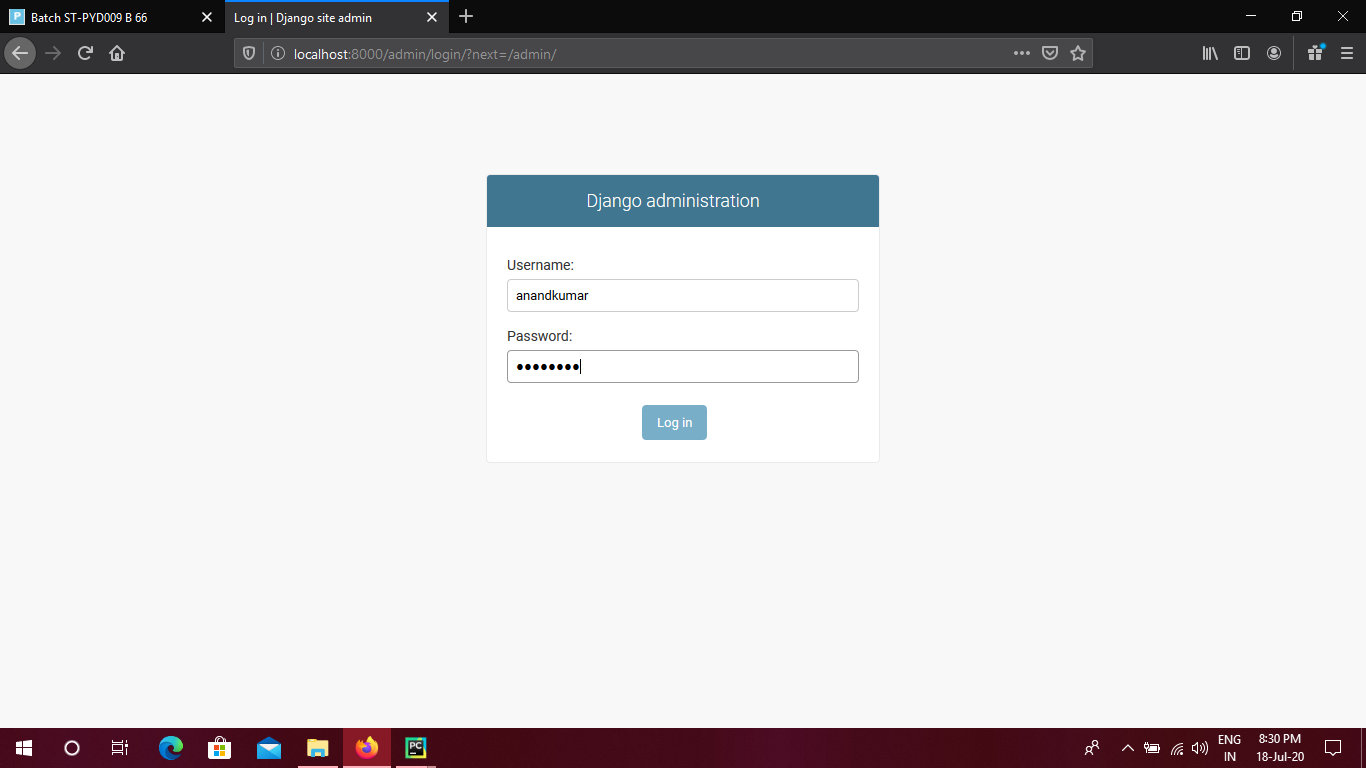 Batch ST-PYD009 B 66
Log in | Django site admin
localhost:8000/admin/login/?next=/admin/
Django administration
Username:
anandkumar
Password:
••••••••
Log in
PC
ENG
IN
8:30 PM
18-Jul-20